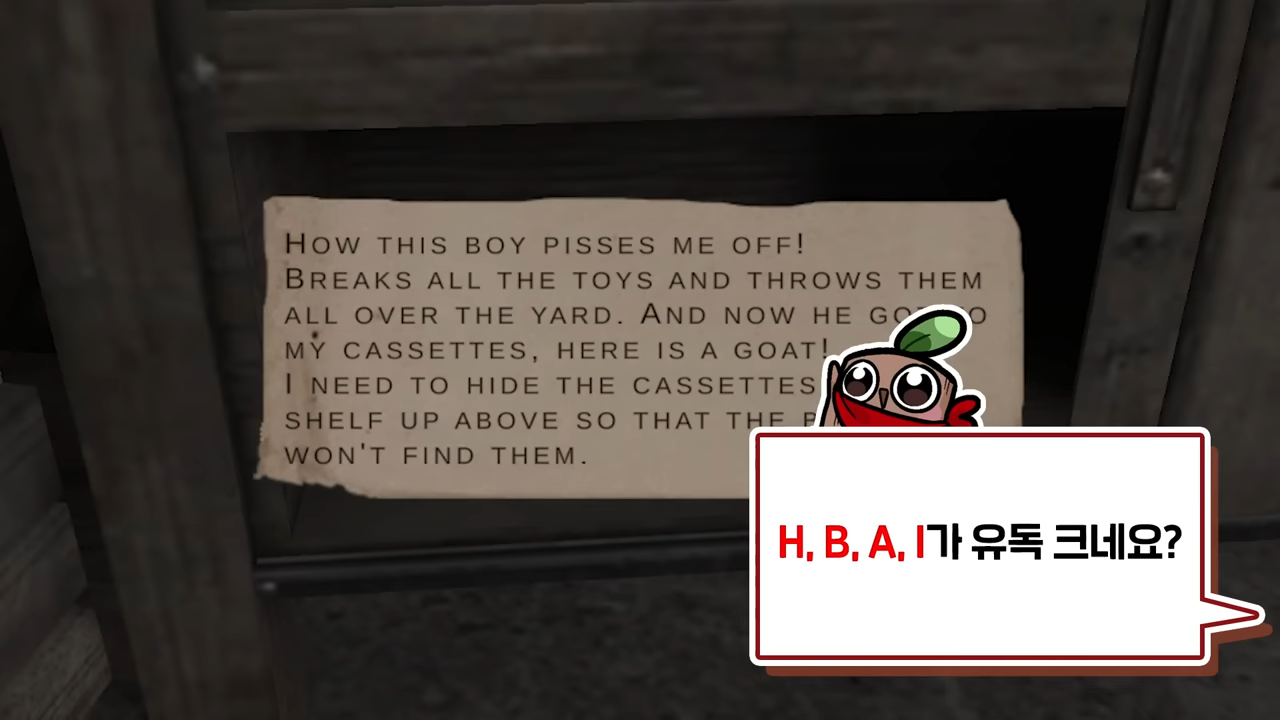 HOW THIS BOY PISSES ME OFF!
BREAKS ALL THE TOYS AND THROWS THEM
ALL OVER THE YARD. AND NOW HE
MY CASSETTES, HERE IS A GOAT!
I NEED TO HIDE THE CASSETTES
SHELF UP ABOVE SO THAT THE
WON'T FIND THEM.
H, B, A, I가 유독 크네요?